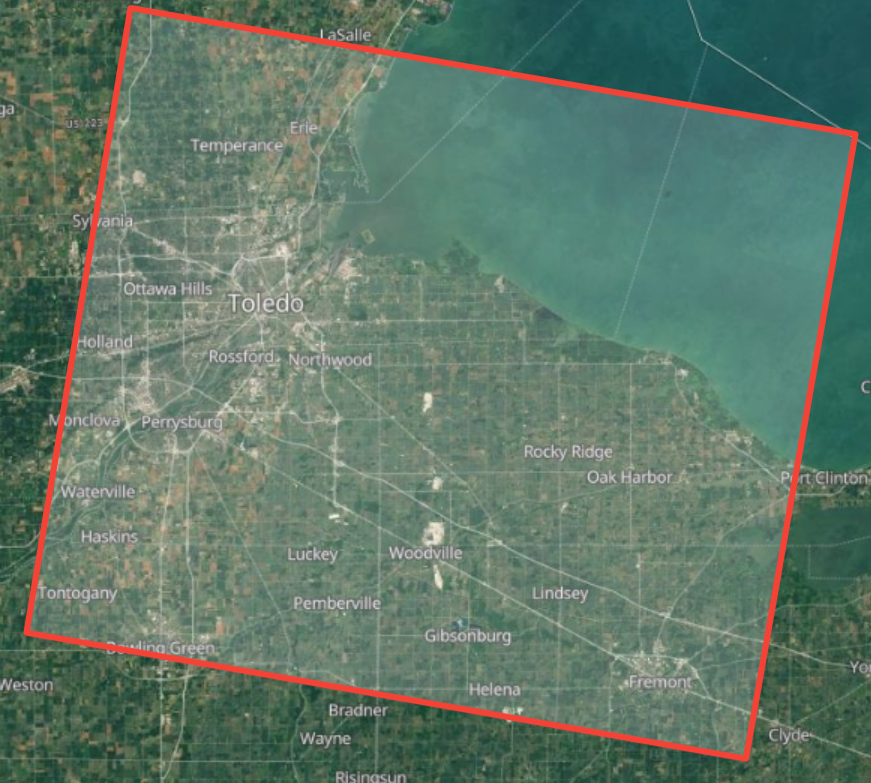 LaSalle
ga
US 223
Erie
Temperance
Sylvania
Ottawa Hills
Toledo
Holland
Rossford
Northwood
C
Monclova
Perrysburg
Rocky Ridge
Oak Harbor
Port Clinton
Waterville
Haskins
Luckey
Woodville
Tontogany
Pemberville
Lindsey
Gibsonburg
Bowling Green
Yo
Weston
Helena
Fremont
Bradner
Wayne
Clyde
Risingsun